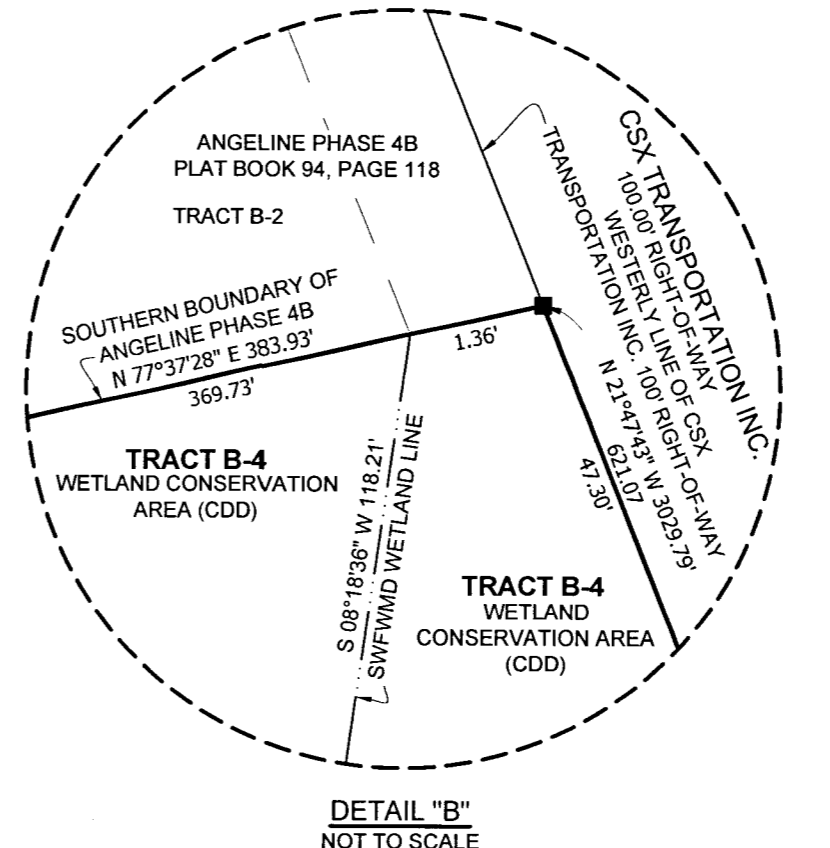 ANGELINE PHASE 4B
PLAT BOOK 94, PAGE 118
TRACT B-2
CSX TRANSPORTATION INC.
100.00' RIGHT-OF-WAY
WESTERLY LINE OF CSX
TRANSPORTATION INC. 100' RIGHT-OF-WAY
N 21°47'43" W 3029.79'
621.07
47.30'
SOUTHERN BOUNDARY OF
ANGELINE PHASE 4B
N 77°37'28" E 383.93'
369.73'
1.36'
TRACT B-4
WETLAND CONSERVATION
AREA (CDD)
S 08°18'36" W 118.21'
SWFWMD WETLAND LINE
TRACT B-4
WETLAND
CONSERVATION AREA
(CDD)
DETAIL "B"
NOT TO SCALE